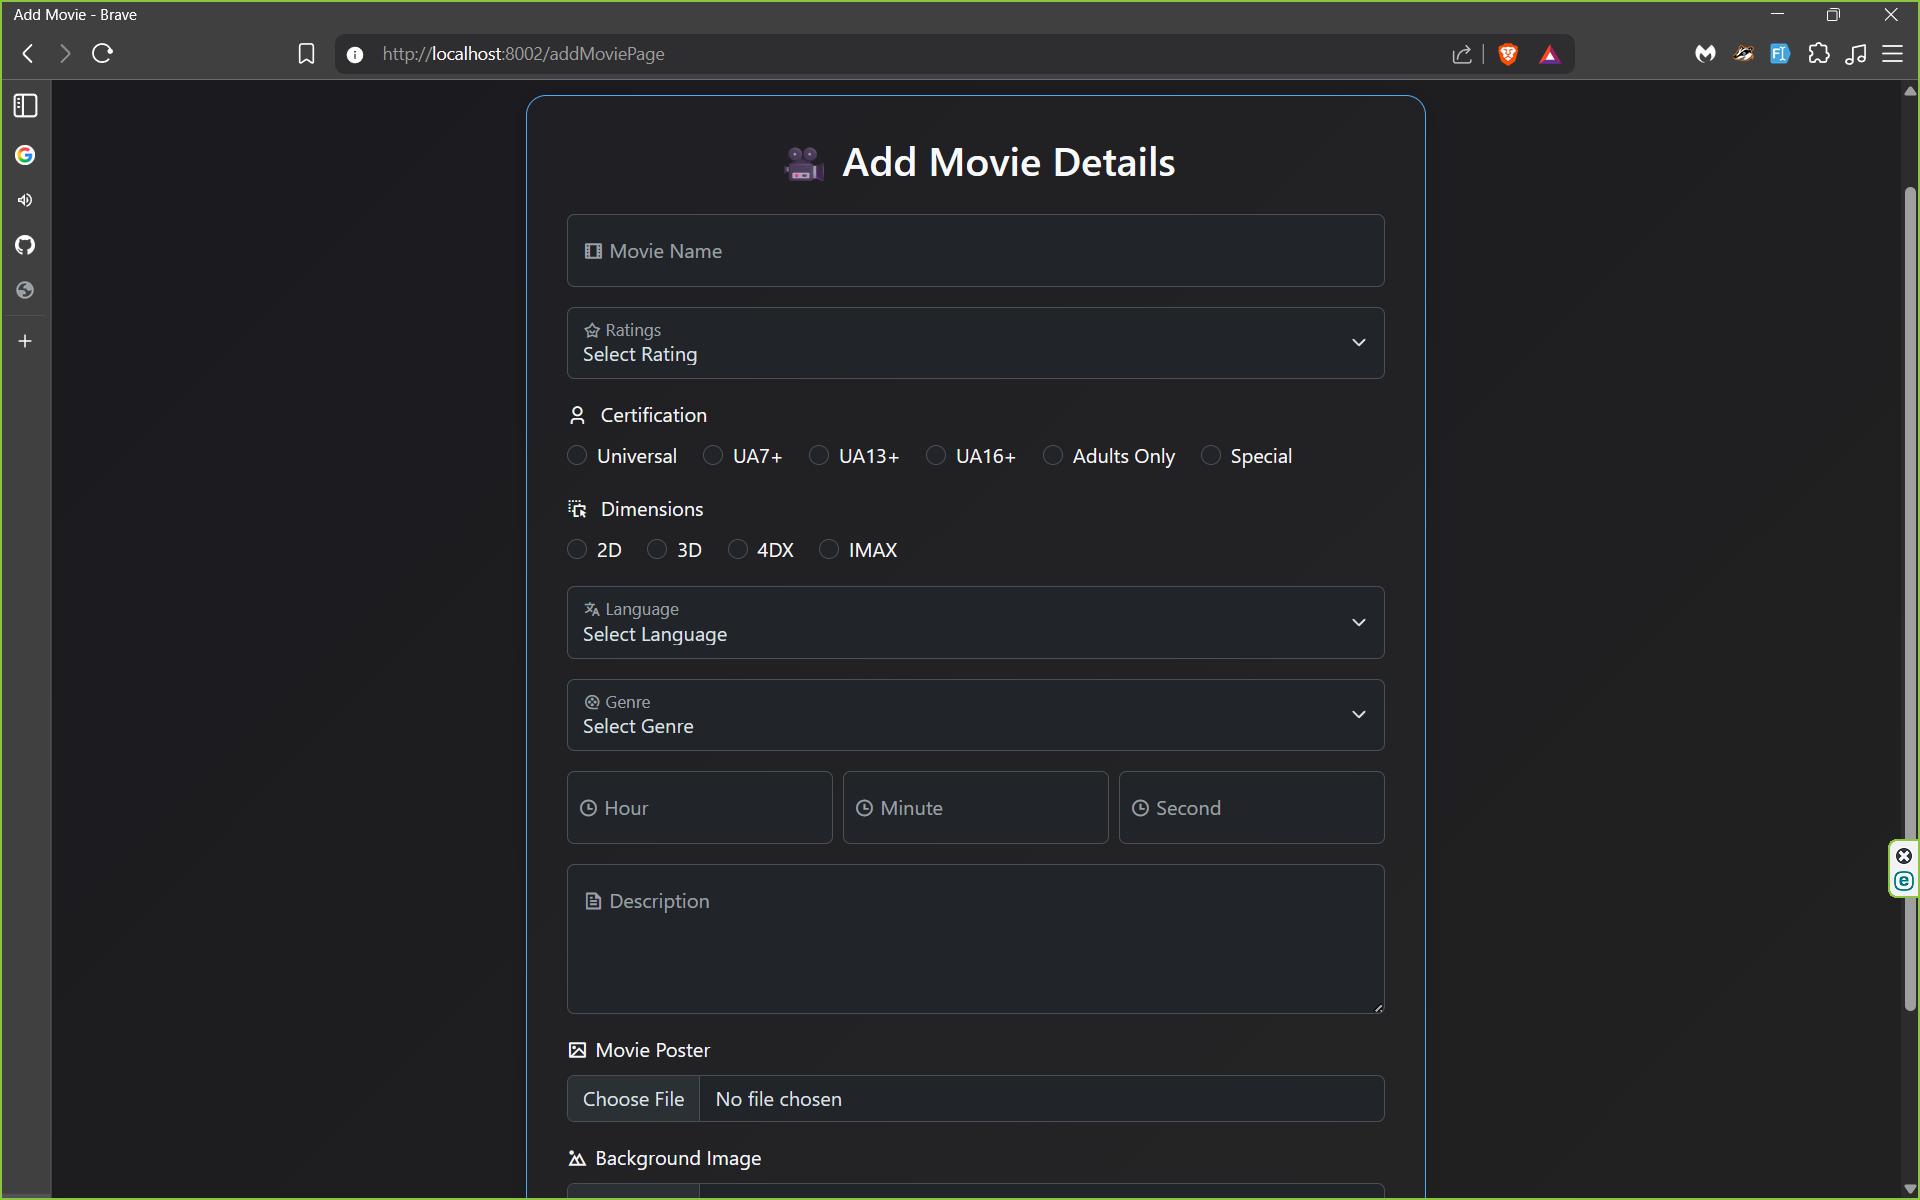 Add Movie - Brave
http://localhost:8002/addMoviePage
Add Movie Details
Movie Name
Ratings
Select Rating
Certification
Universal UA7+ UA13+ UA16+ Adults Only Special
Dimensions
2D 3D 4DX IMAX
Language
Select Language
Genre
Select Genre
Hour Minute Second
Description
Movie Poster
Choose File No file chosen
Background Image